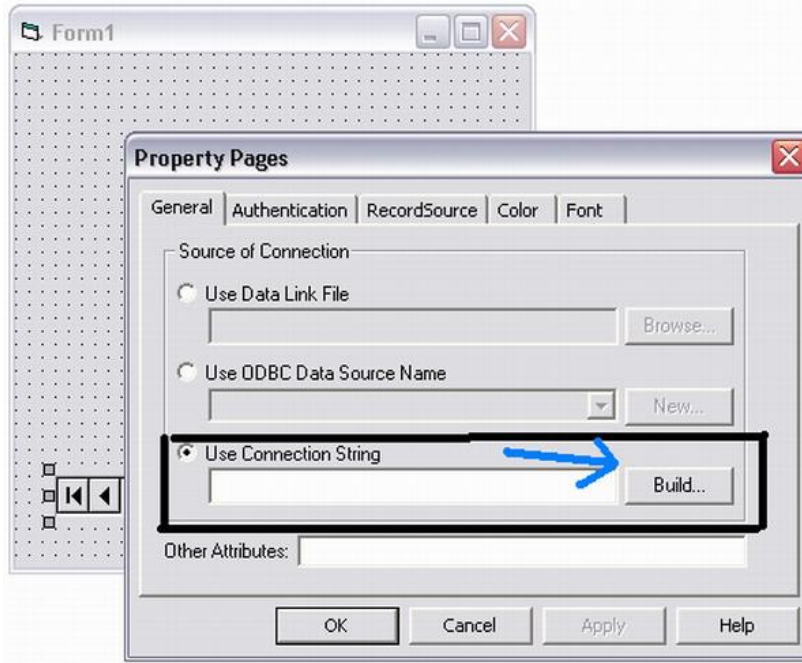 Form1
Property Pages
General Authentication RecordSource Color Font
Source of Connection
Use Data Link File
Browse...
Use ODBC Data Source Name
New...
Use Connection String
Build...
Other Attributes:
OK Cancel Apply Help